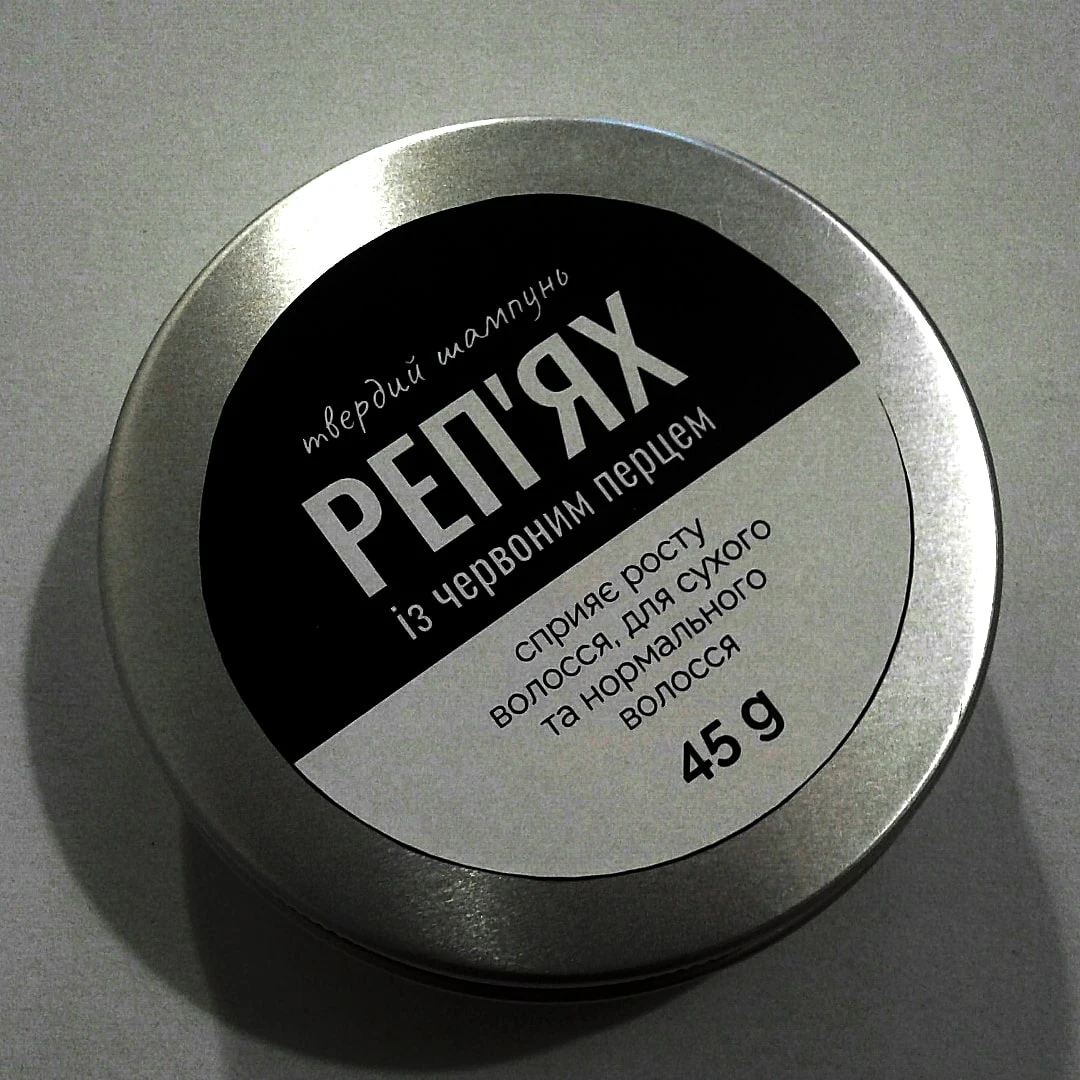 твердий шампунь
РЕП'ЯХ
із червоним перцем
сприяє росту
волосся, для сухого
та нормального
волосся
45 g